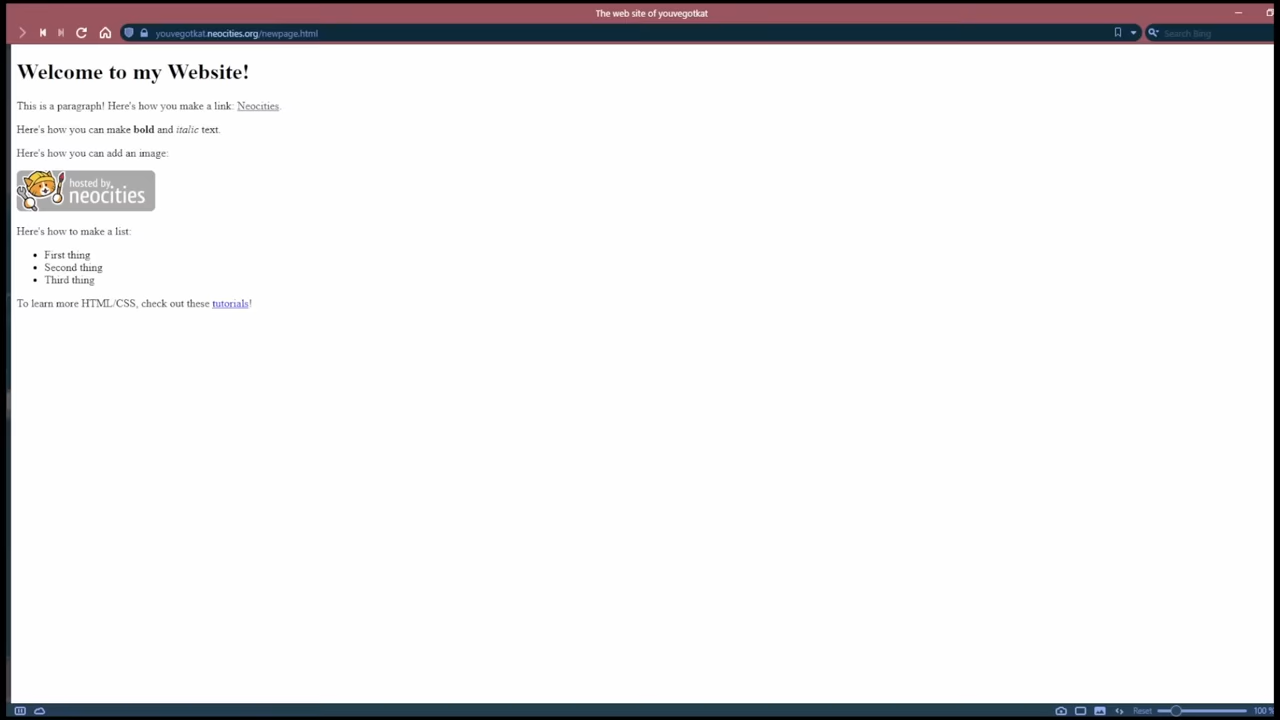 The web site of youvegotkat
youvegotkat.neocities.org/newpage.html
Search Bing
Welcome to my Website!
This is a paragraph! Here's how you make a link: Neocities.
Here's how you can make bold and italic text.
Here's how you can add an image:
hosted by
neocities
Here's how to make a list:
First thing
Second thing
Third thing
To learn more HTML/CSS, check out these tutorials!
Reset 100 %